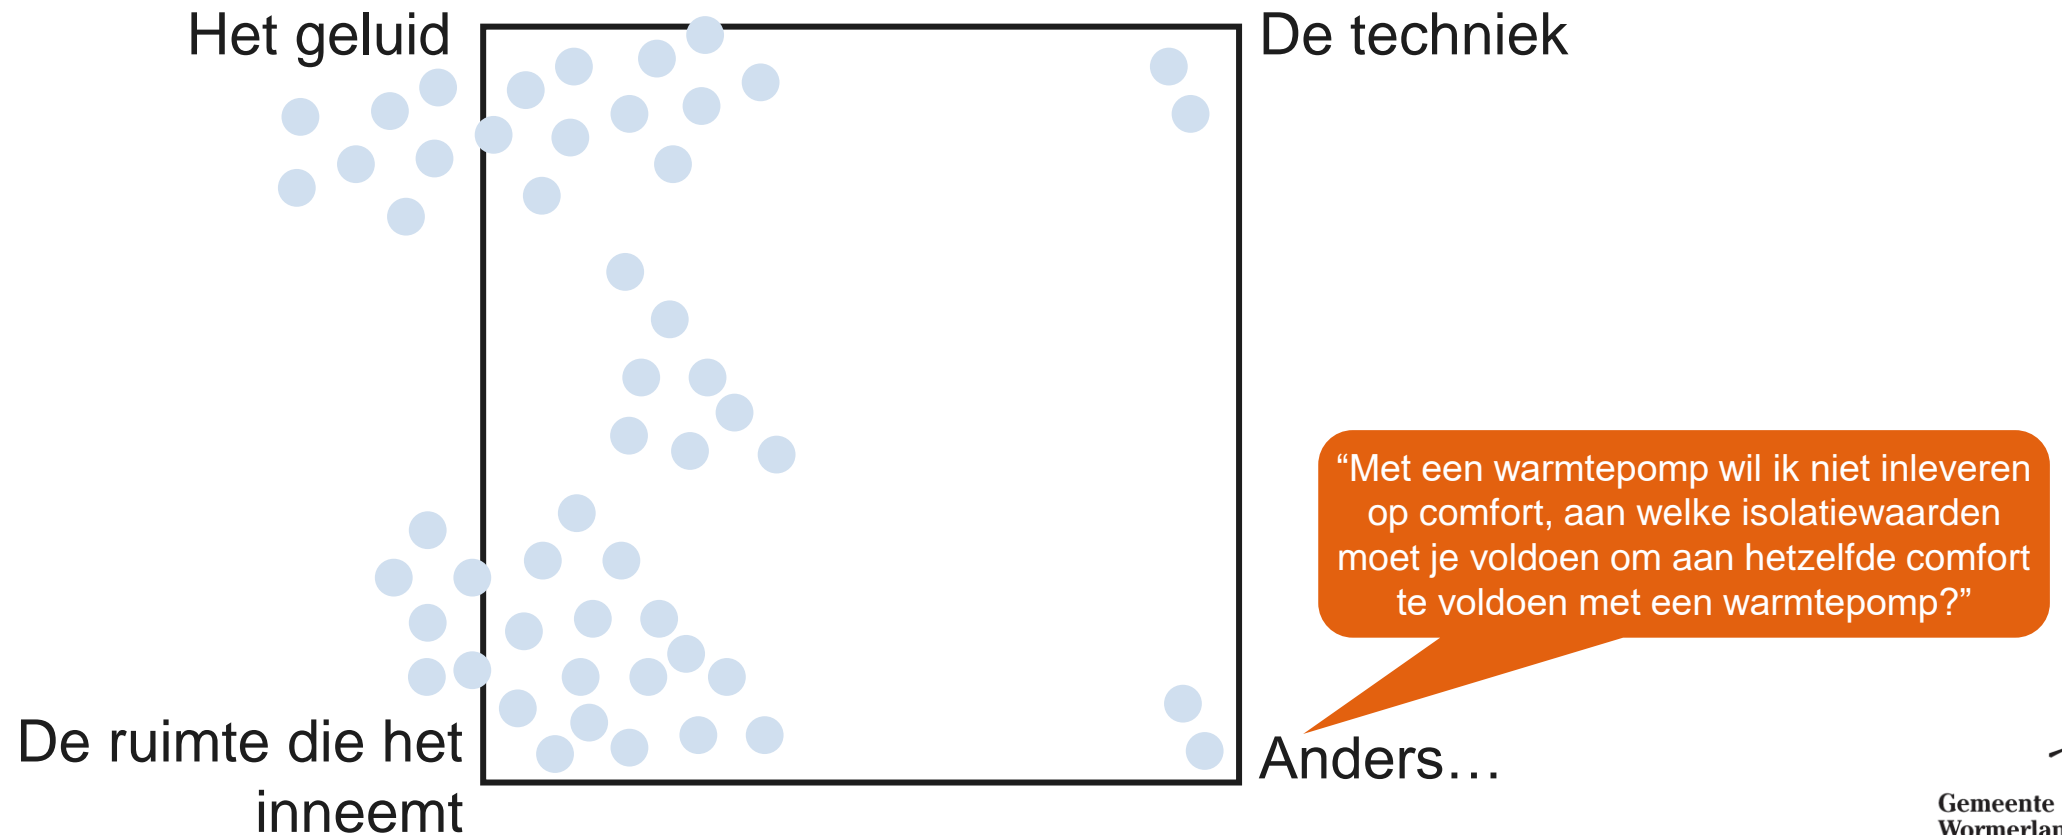 Het geluid
De techniek
“Met een warmtepomp wil ik niet inleveren
op comfort, aan welke isolatiewaarden
moet je voldoen om aan hetzelfde comfort
te voldoen met een warmtepomp?”
De ruimte die het
inneemt
Anders…
Gemeente